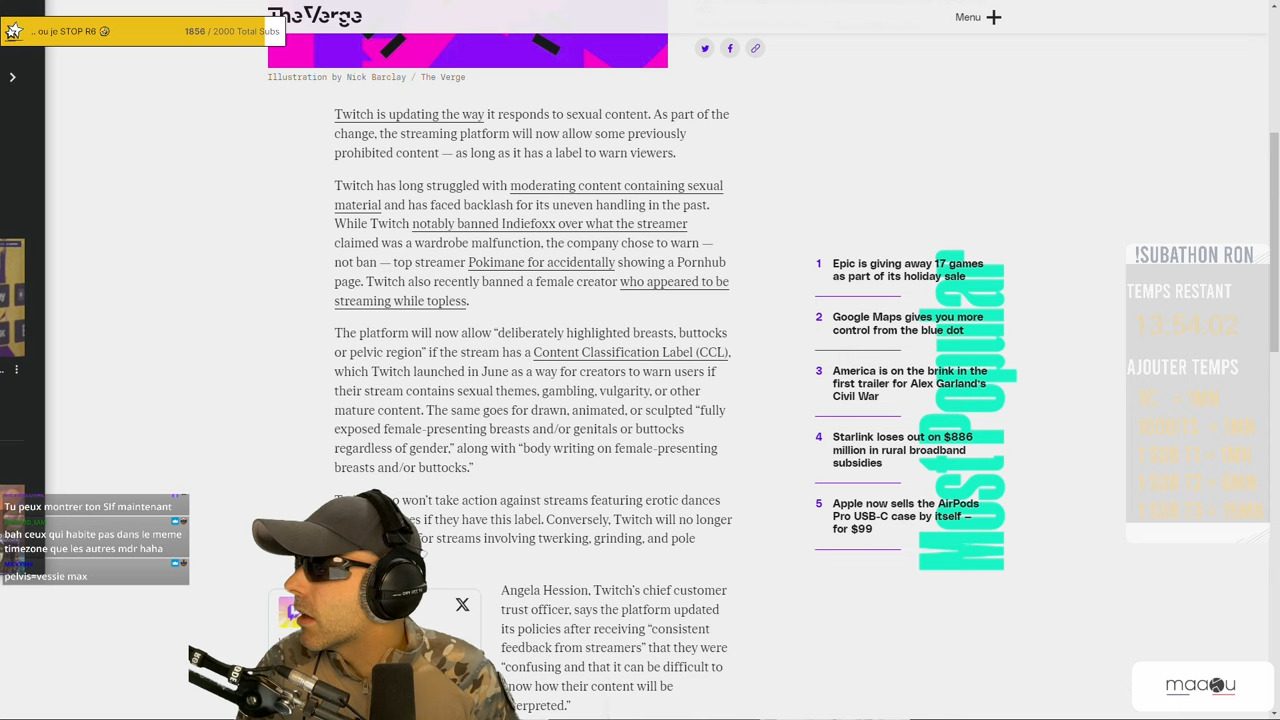 TheVerge
Menu
.. ou je STOP R6
1856 / 2000 Total Subs
Illustration by Nick Barclay / The Verge
Twitch is updating the way it responds to sexual content. As part of the
change, the streaming platform will now allow some previously
prohibited content — as long as it has a label to warn viewers.
Twitch has long struggled with moderating content containing sexual
material and has faced backlash for its uneven handling in the past.
While Twitch notably banned Indiefoxx over what the streamer
claimed was a wardrobe malfunction, the company chose to warn —
not ban — top streamer Pokimane for accidentally showing a Pornhub
page. Twitch also recently banned a female creator who appeared to be
streaming while topless.
The platform will now allow “deliberately highlighted breasts, buttocks
or pelvic region” if the stream has a Content Classification Label (CCL),
which Twitch launched in June as a way for creators to warn users if
their stream contains sexual themes, gambling, vulgarity, or other
mature content. The same goes for drawn, animated, or sculpted “fully
exposed female-presenting breasts and/or genitals or buttocks
regardless of gender,” along with “body writing on female-presenting
breasts and/or buttocks.”
won’t take action against streams featuring erotic dances
if they have this label. Conversely, Twitch will no longer
for streams involving twerking, grinding, and pole
Angela Hession, Twitch’s chief customer
trust officer, says the platform updated
its policies after receiving “consistent
feedback from streamers” that they were
“confusing and that it can be difficult to
know how their content will be
interpreted.”
Most Popular
1 Epic is giving away 17 games
as part of its holiday sale
2 Google Maps gives you more
control from the blue dot
3 America is on the brink in the
first trailer for Alex Garland’s
Civil War
4 Starlink loses out on $886
million in rural broadband
subsidies
5 Apple now sells the AirPods
Pro USB-C case by itself —
for $99
!SUBATHON RON
TEMPS RESTANT
13:54:02
AJOUTER TEMPS
Tu peux montrer ton Slf maintenant
bah ceux qui habite pas dans le meme
timezone que les autres mdr haha
pelvis=vessie max
maaou